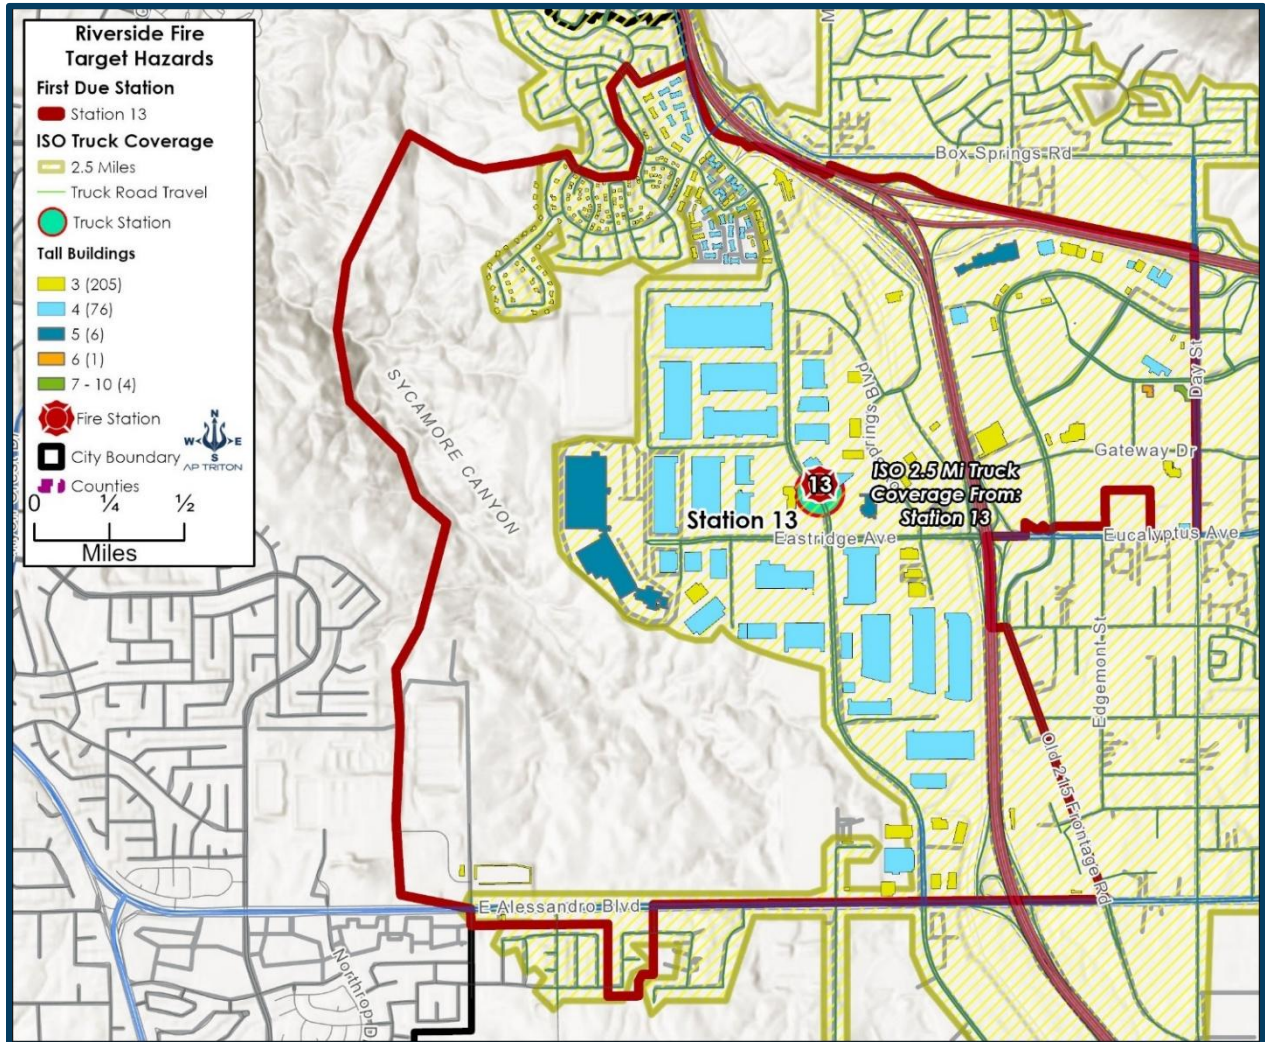 Riverside Fire
Target Hazards
First Due Station
Station 13
ISO Truck Coverage
2.5 Miles
Truck Road Travel
Truck Station
Tall Buildings
3 (205)
4 (76)
5 (6)
6 (1)
7 - 10 (4)
Fire Station
City Boundary
Counties
N
W E
S
AP TRITON
0 ¼ ½
Miles
Box Springs Rd
SYCAMORE CANYON
Day St
Gateway Dr
13
Station 13
ISO 2.5 Mi Truck
Coverage From:
Station 13
Springs Blvd
Eastridge Ave
Eucalyptus Ave
Edgemont St
Old 215 Frontage Rd
E Alessandro Blvd
Northrop D